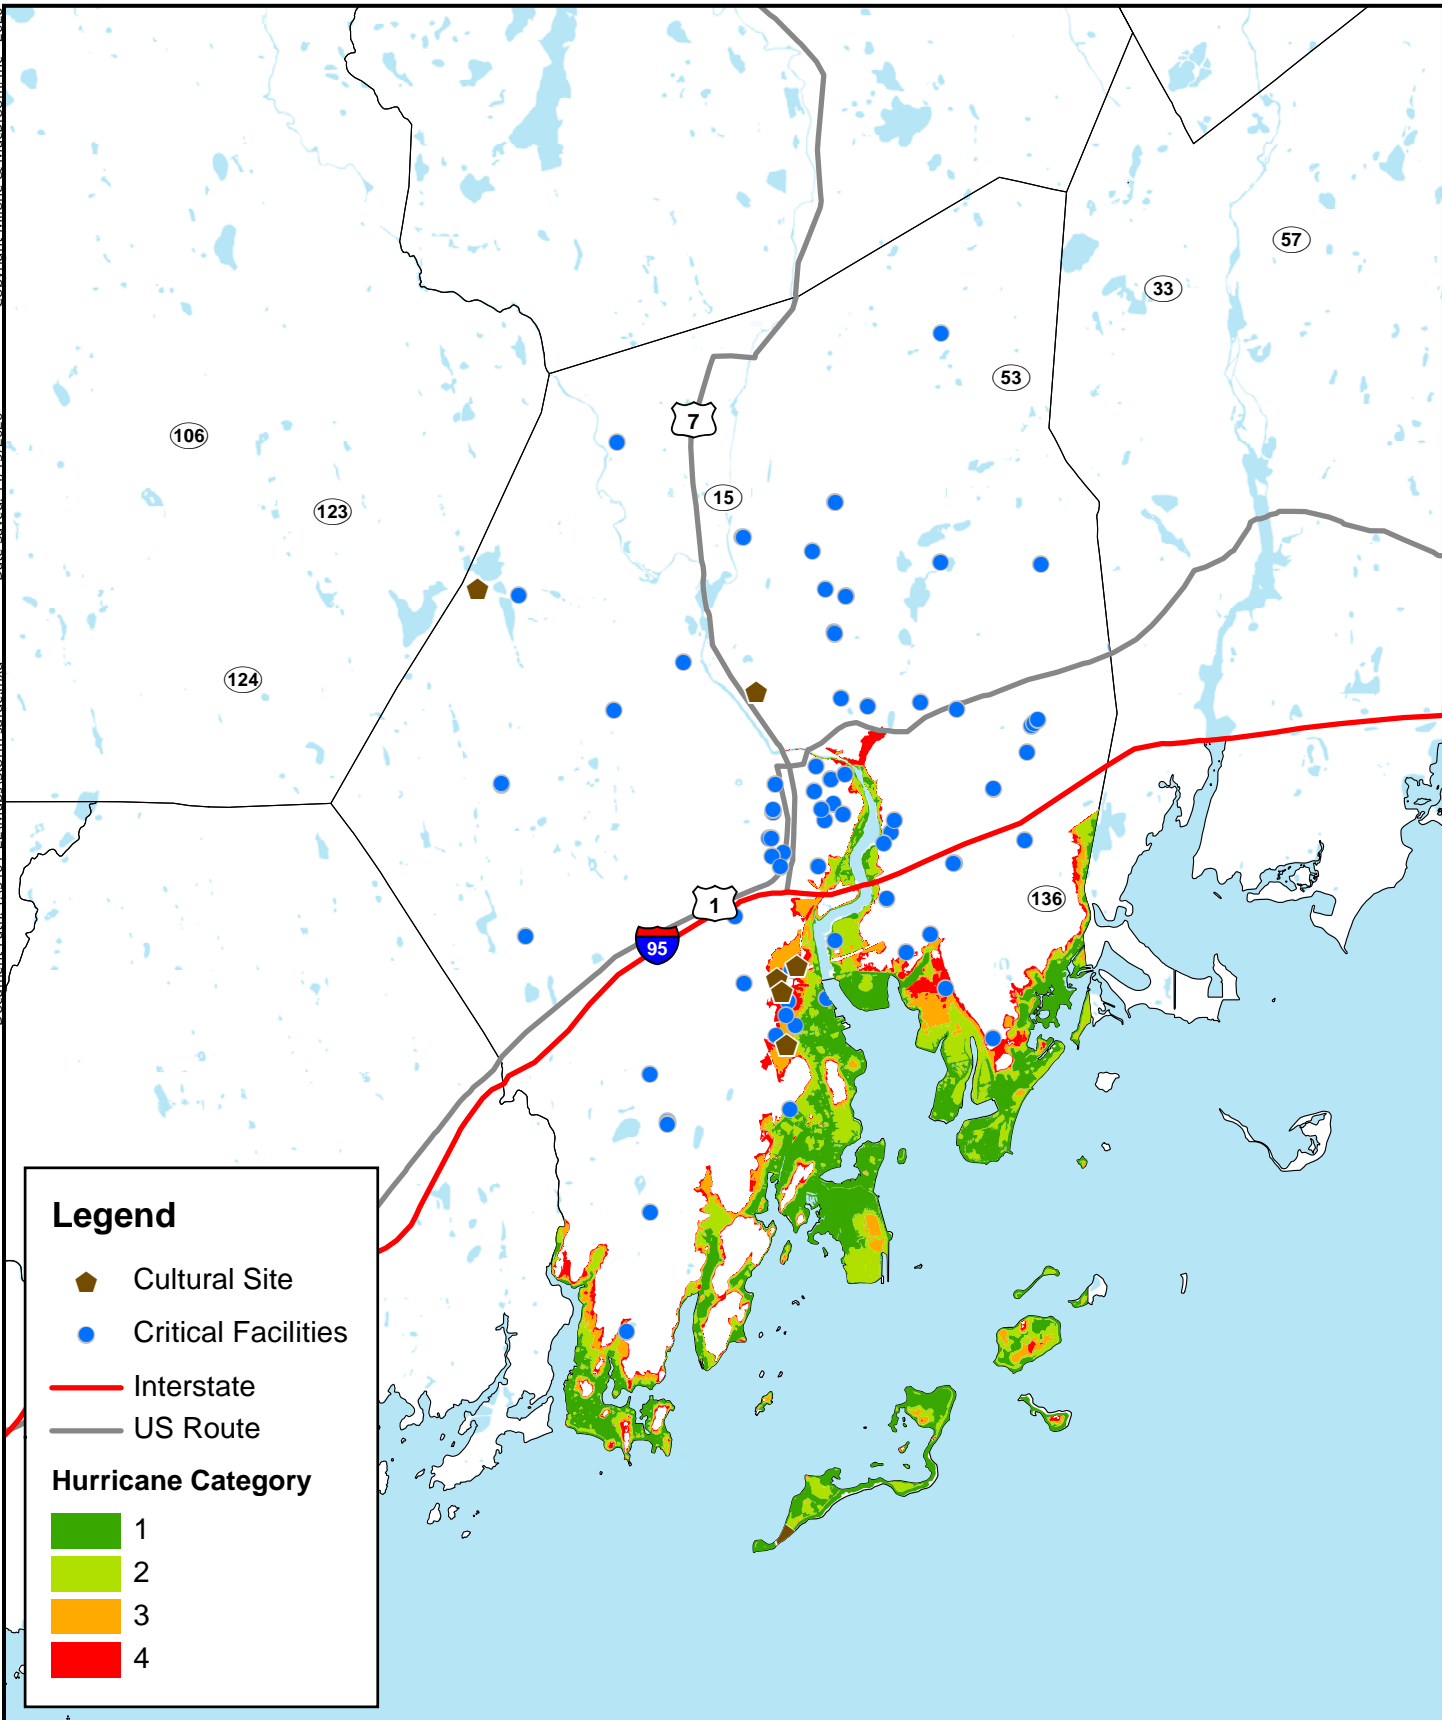 57
33
53
7
106
15
123
124
136
1
95
Legend
Cultural Site
Critical Facilities
Interstate
US Route
Hurricane Category
1
2
3
4